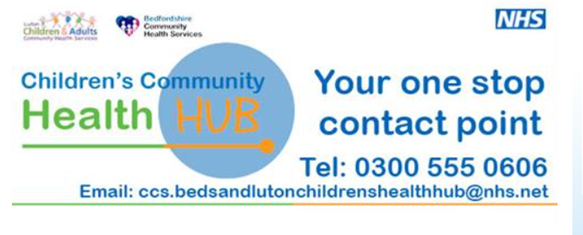 Luton
Children & Adults
Community Health Services
Bedfordshire
Community
Health Services
NHS
Children's Community
Health HUB
Your one stop
contact point
Tel: 0300 555 0606
Email: ccs.bedsandlutonchildrenshealthhub@nhs.net